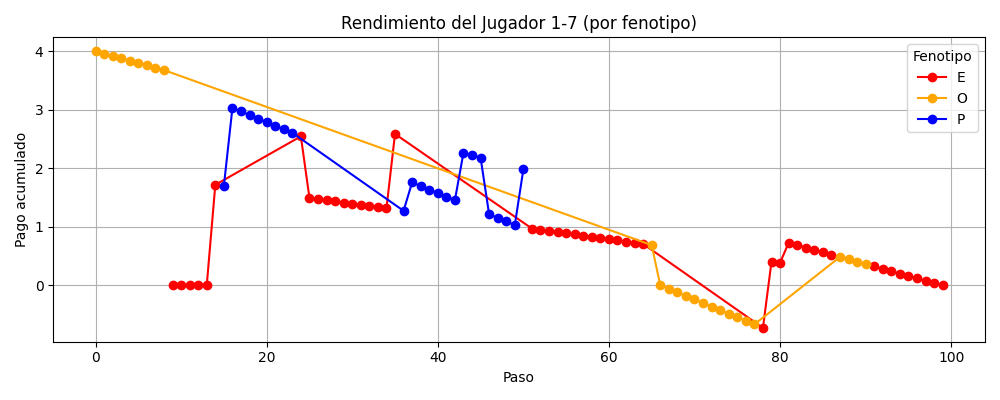 Rendimiento del Jugador 1-7 (por fenotipo)
Pago acumulado
4
3
2
1
0
Fenotipo
E
O
P
0 20 40 60 80 100
Paso